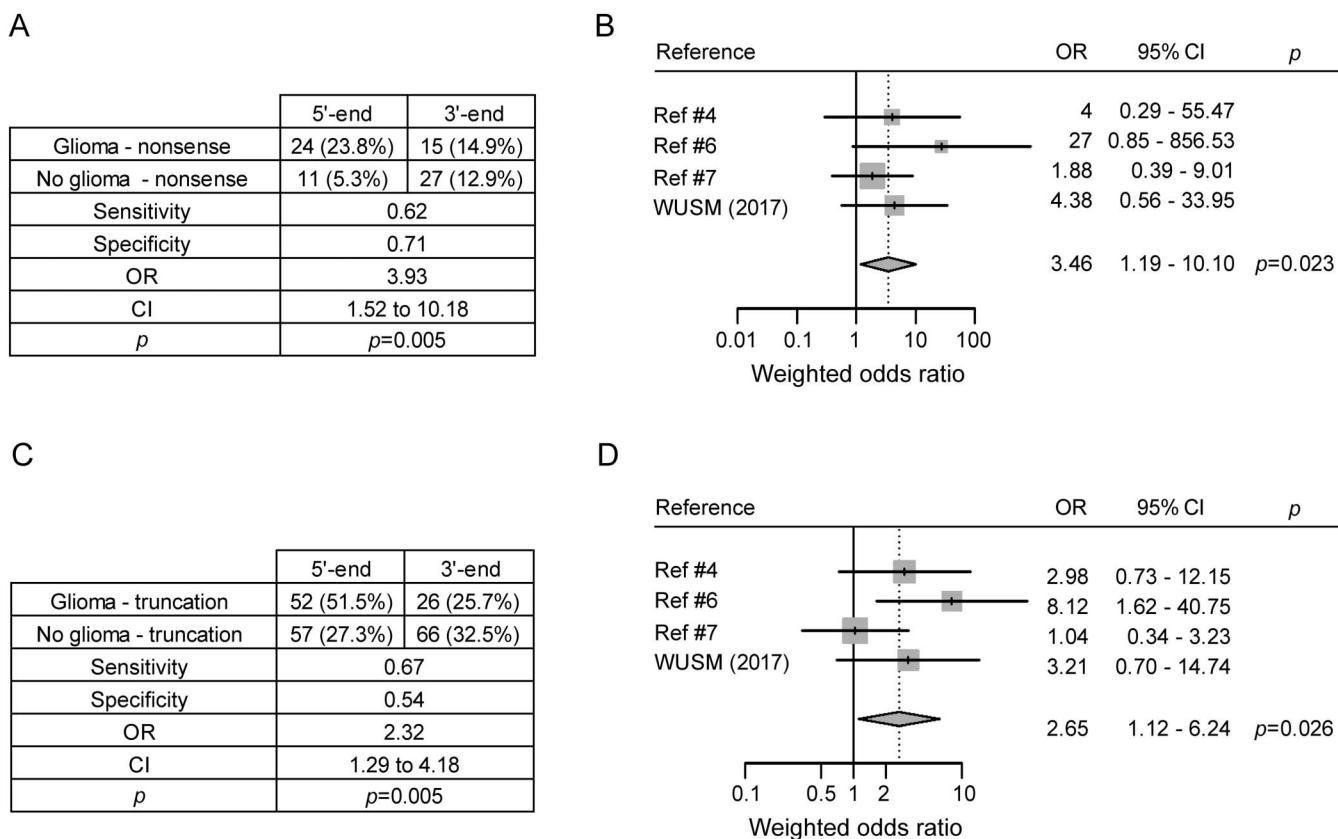 A
5'-end 3'-end
Glioma - nonsense 24 (23.8%) 15 (14.9%)
No glioma - nonsense 11 (5.3%) 27 (12.9%)
Sensitivity 0.62
Specificity 0.71
OR 3.93
CI 1.52 to 10.18
p p=0.005
B
Reference OR 95% CI p
Ref #4 4 0.29 - 55.47
Ref #6 27 0.85 - 856.53
Ref #7 1.88 0.39 - 9.01
WUSM (2017) 4.38 0.56 - 33.95
3.46 1.19 - 10.10 p=0.023
0.01 0.1 1 10 100
Weighted odds ratio
C
5'-end 3'-end
Glioma - truncation 52 (51.5%) 26 (25.7%)
No glioma - truncation 57 (27.3%) 66 (32.5%)
Sensitivity 0.67
Specificity 0.54
OR 2.32
CI 1.29 to 4.18
p p=0.005
D
Reference OR 95% CI p
Ref #4 2.98 0.73 - 12.15
Ref #6 8.12 1.62 - 40.75
Ref #7 1.04 0.34 - 3.23
WUSM (2017) 3.21 0.70 - 14.74
2.65 1.12 - 6.24 p=0.026
0.1 0.5 1 2 10
Weighted odds ratio